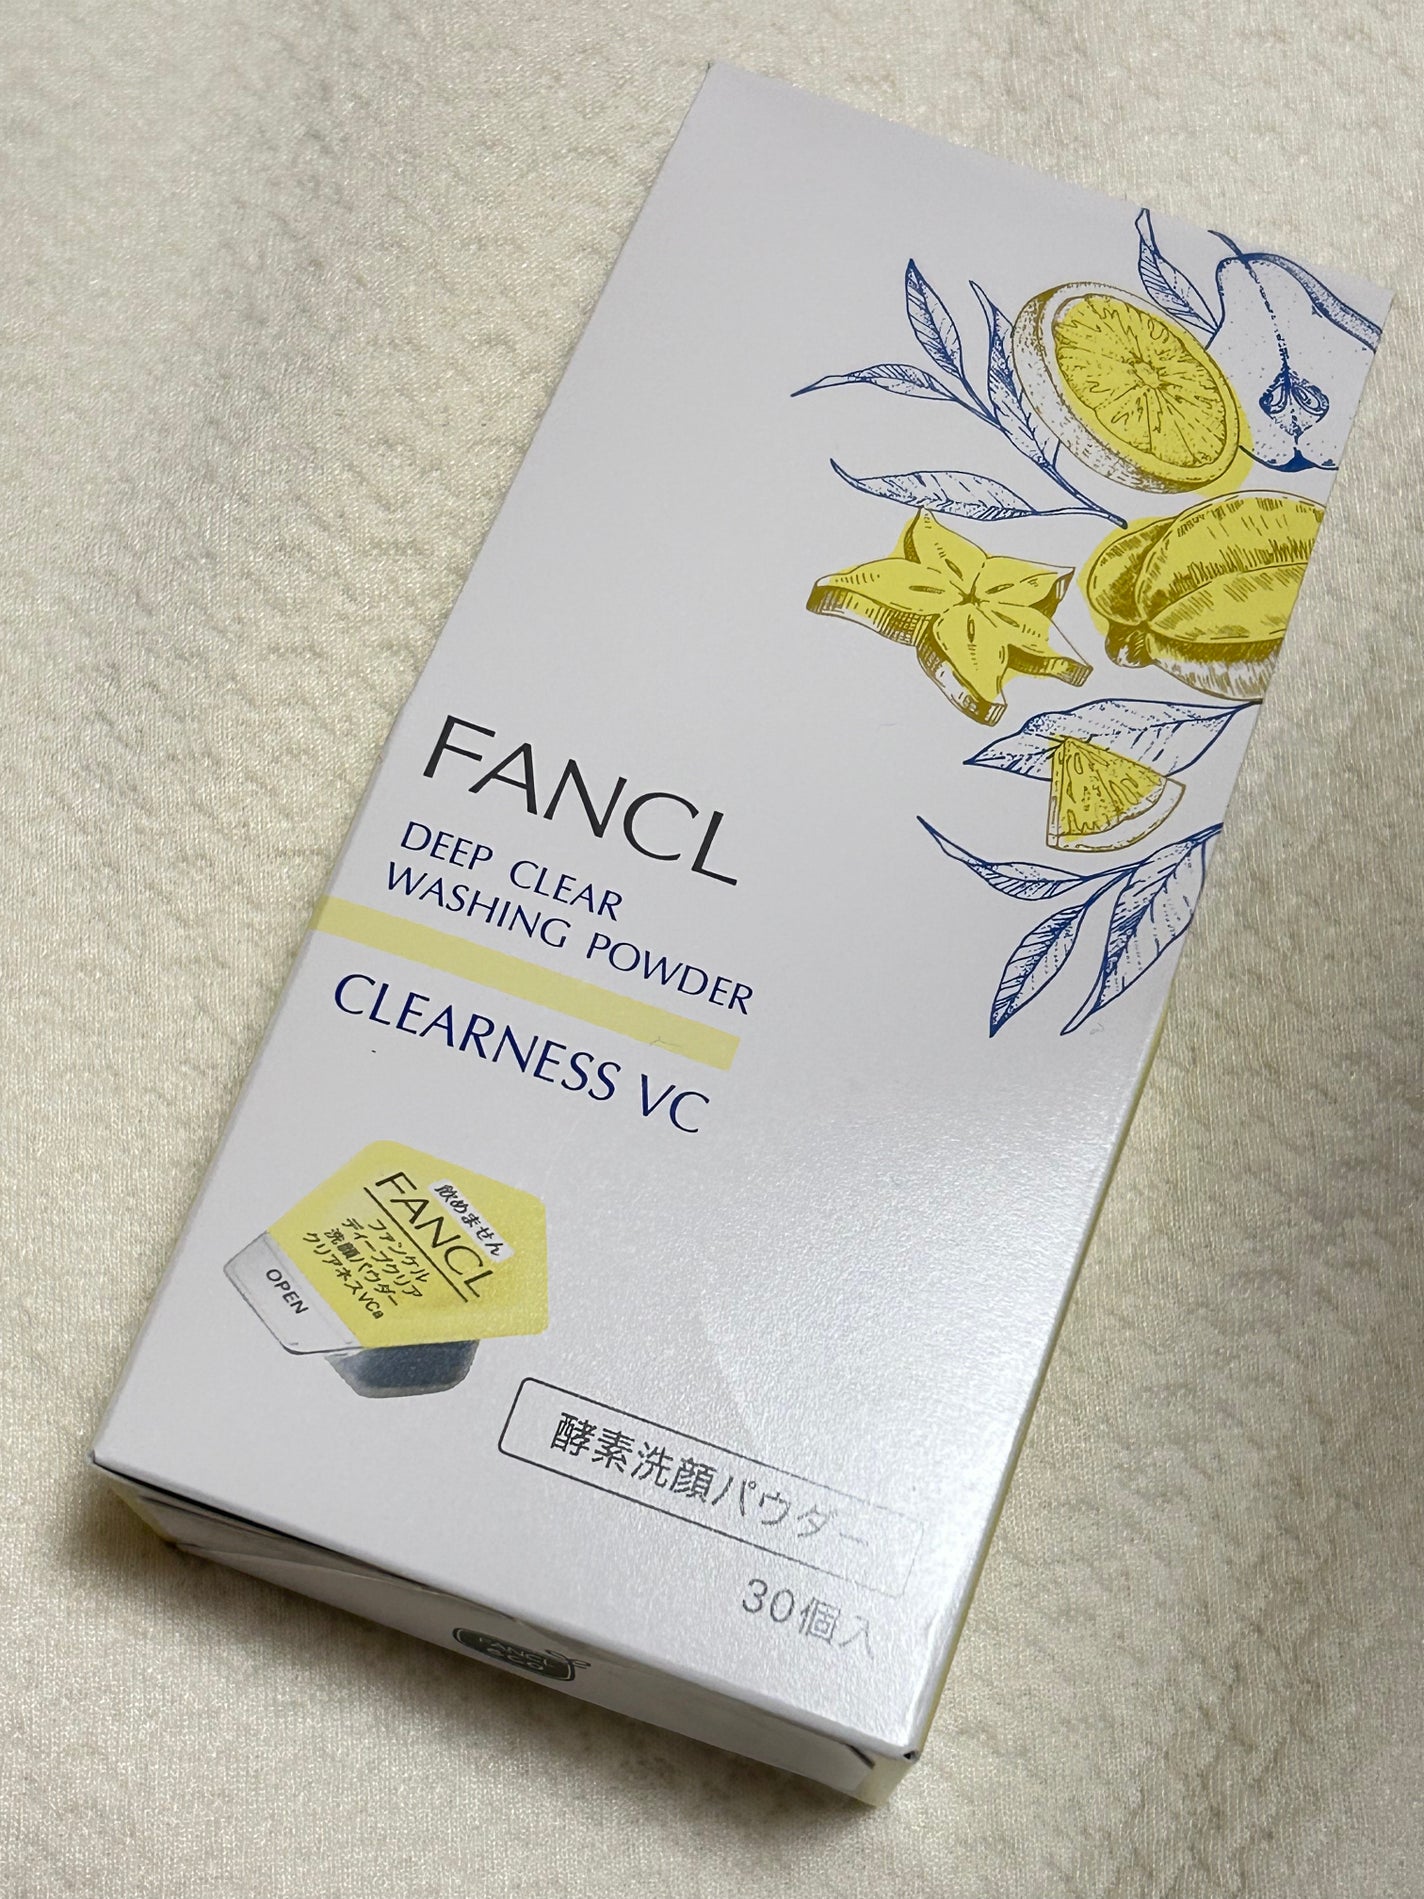 FANCL
DEEP CLEAR
WASHING POWDER
CLEARNESS VC
飲めません
FANCL
ファンケル
ディープクリア
洗顔パウダー
クリアネスVCa
OPEN
酵素洗顔パウダー
30個入
FANCL
eco